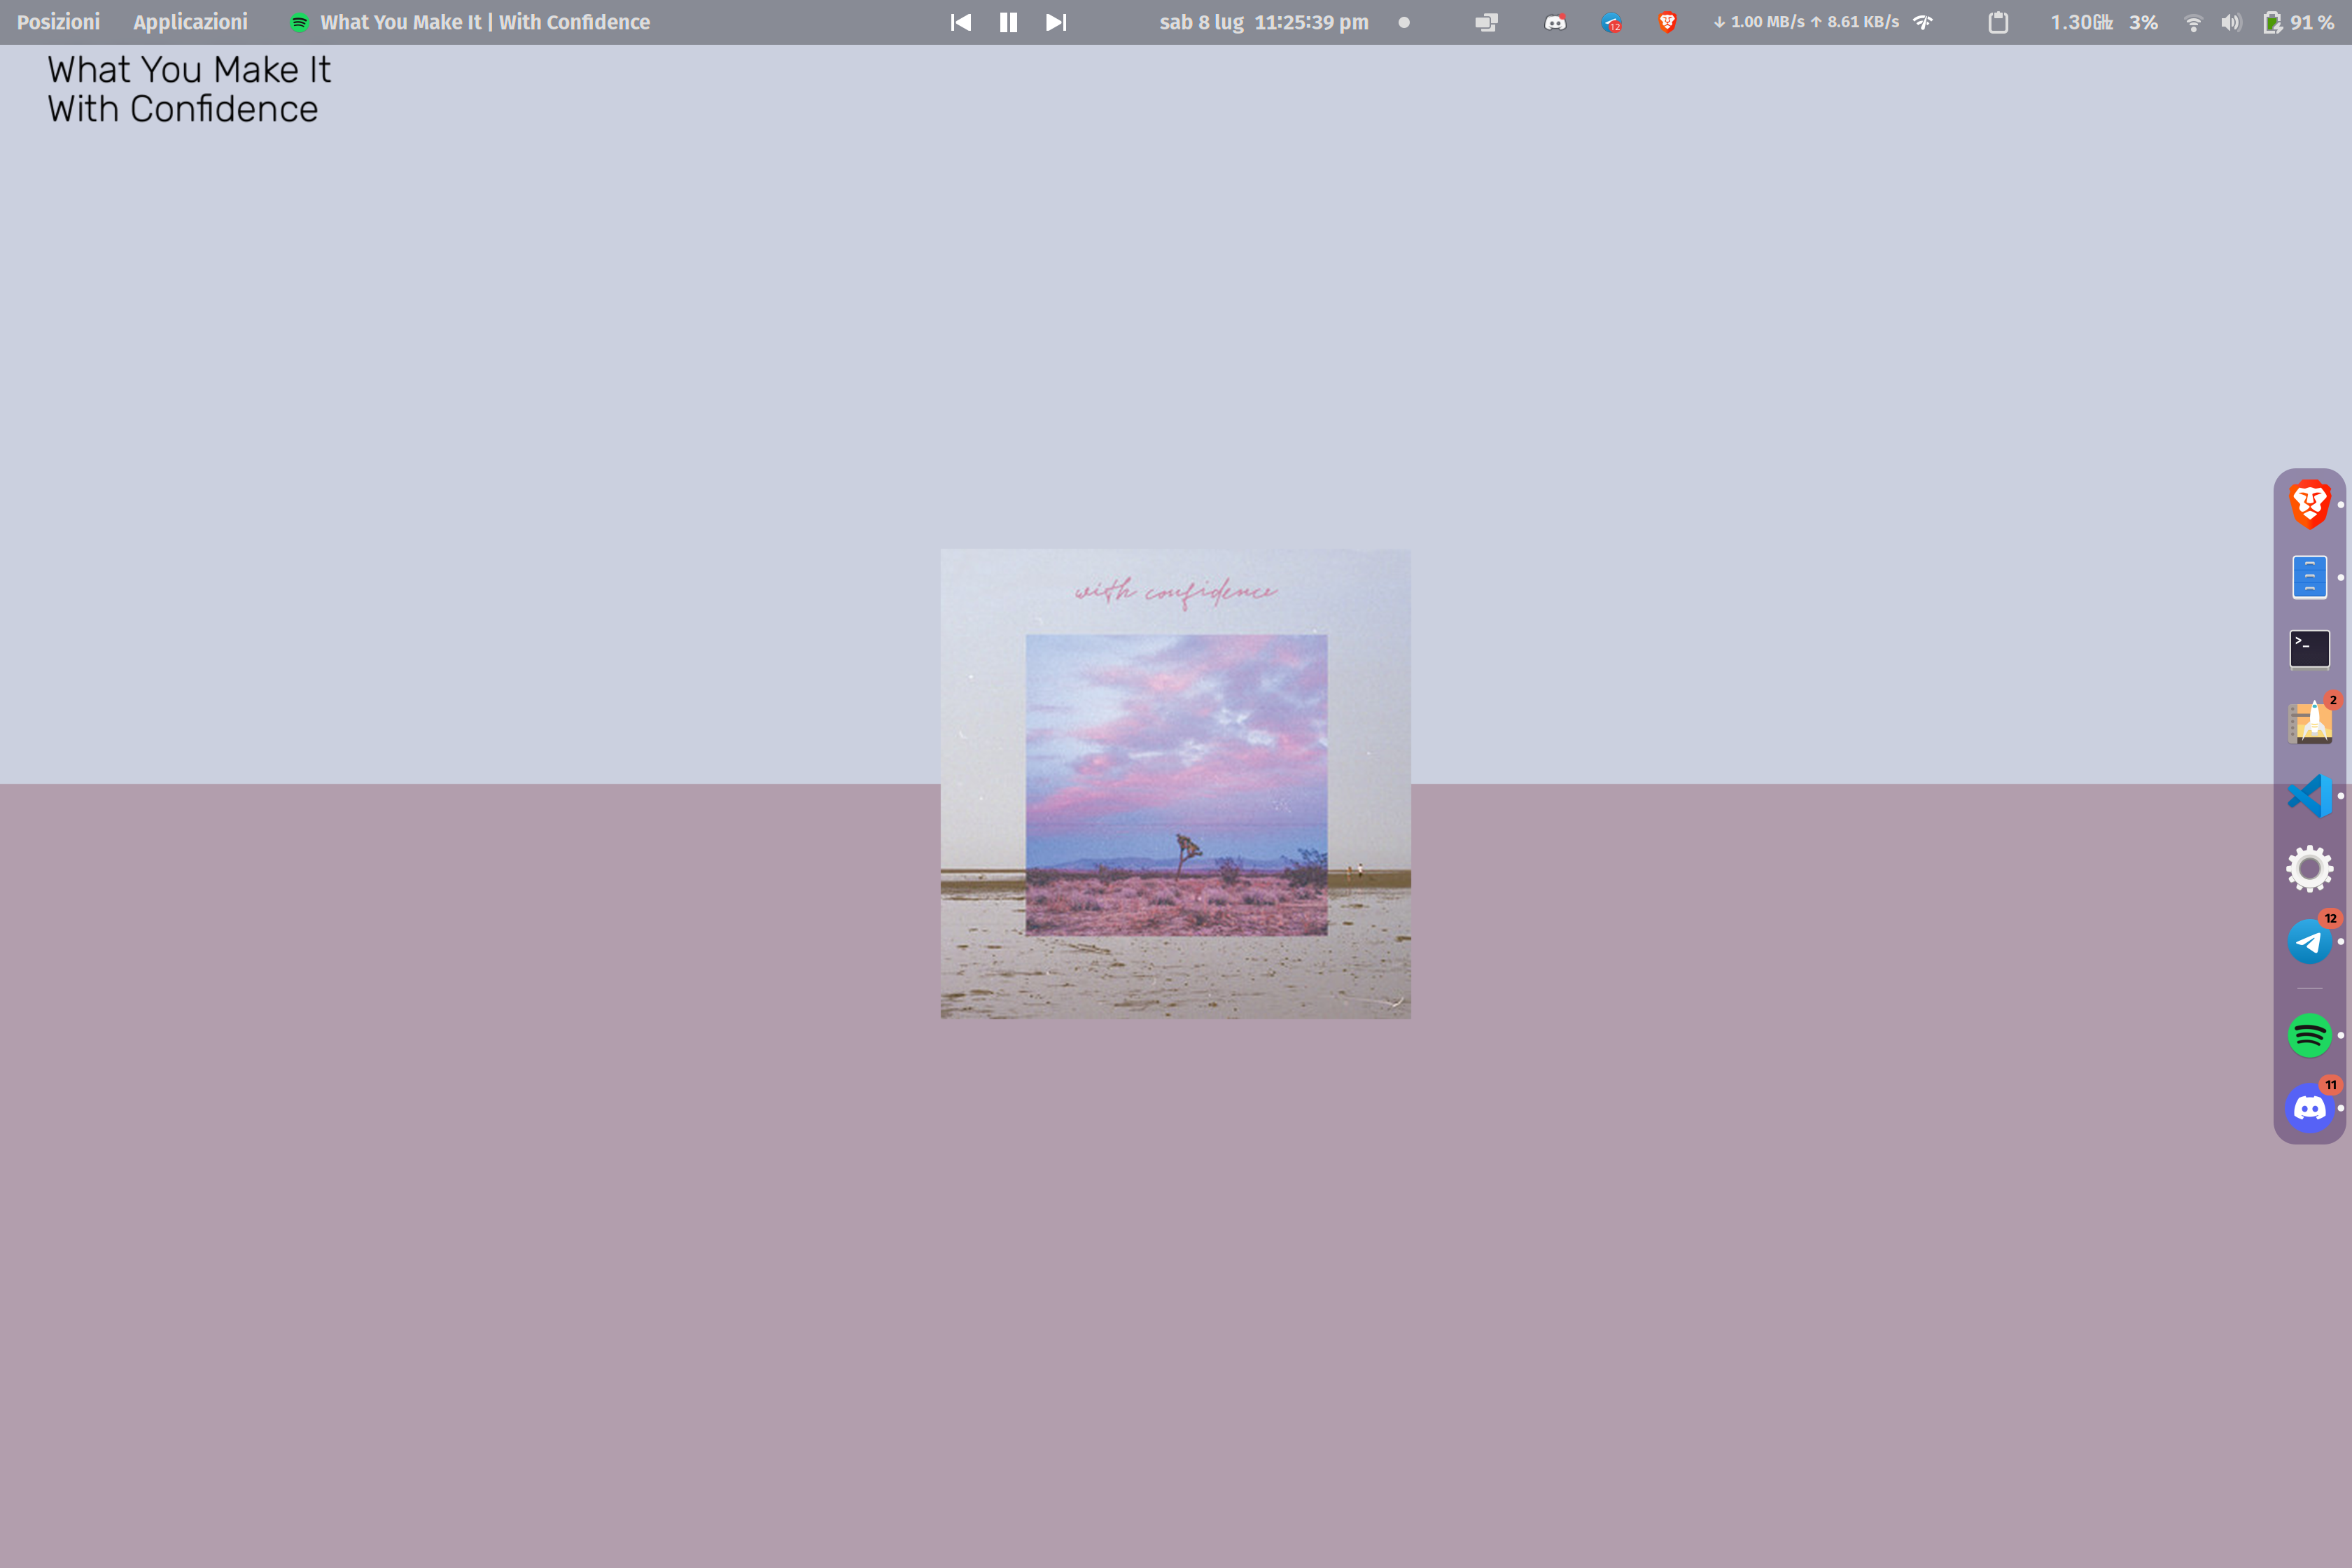 Posizioni Applicazioni What You Make It | With Confidence sab 8 lug 11:25:39 pm 12 ↓ 1.00 MB/s ↑ 8.61 KB/s 1.30GHz 3% 91 %
What You Make It
With Confidence
with confidence
>_
2
12
11